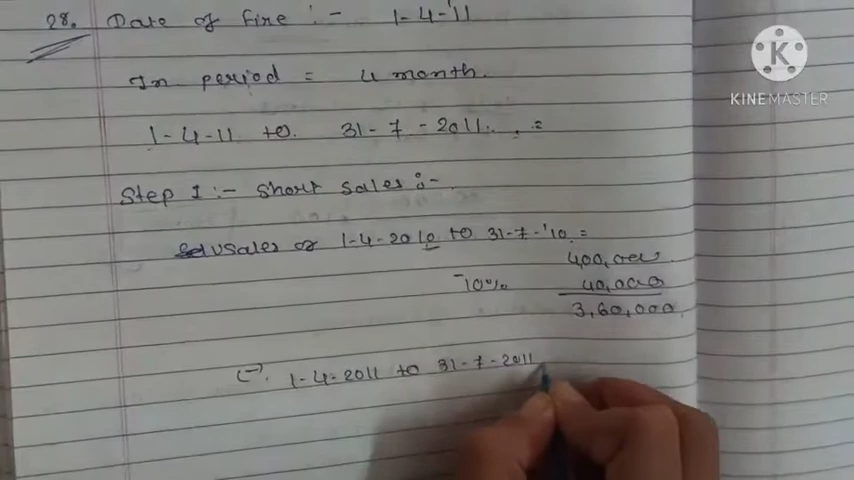 28. Date of fire :- 1-4-'11
In period = 4 month.
1-4-11 to 31-7-2011. =
Step I :- Short Sales :-
Sales of 1-4-2010 to 31-7-'10 =
400,000
-10% 40,000
3,60,000
(-). 1-4-2011 to 31-7-2011
K
KINEMASTER